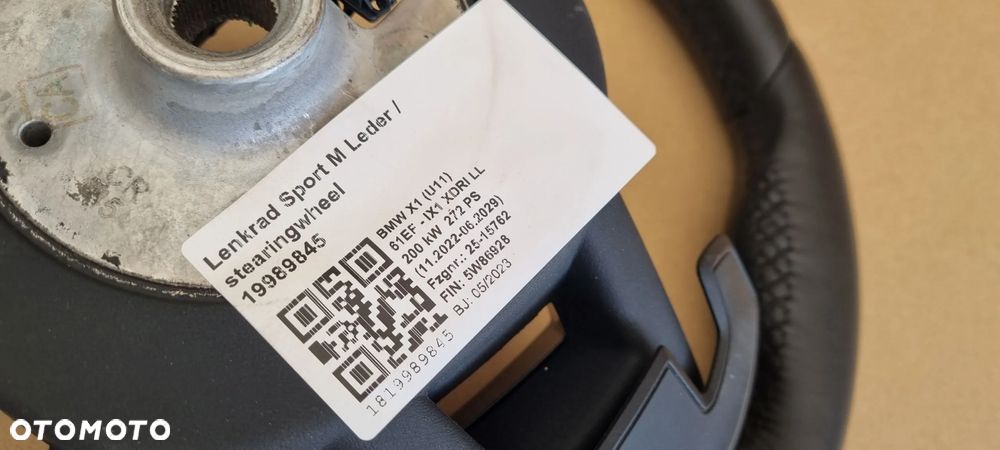 Lenkrad Sport M Leder /
stearingwheel
19989845
BMW X1 (U11)
61EF - IX1 XDRI LL
200 kW 272 PS
(11.2022-06.2029)
Fzgnr.: 25-15762
FIN: 5W86928
BJ: 05/2023
1819989845
OTOMOTO